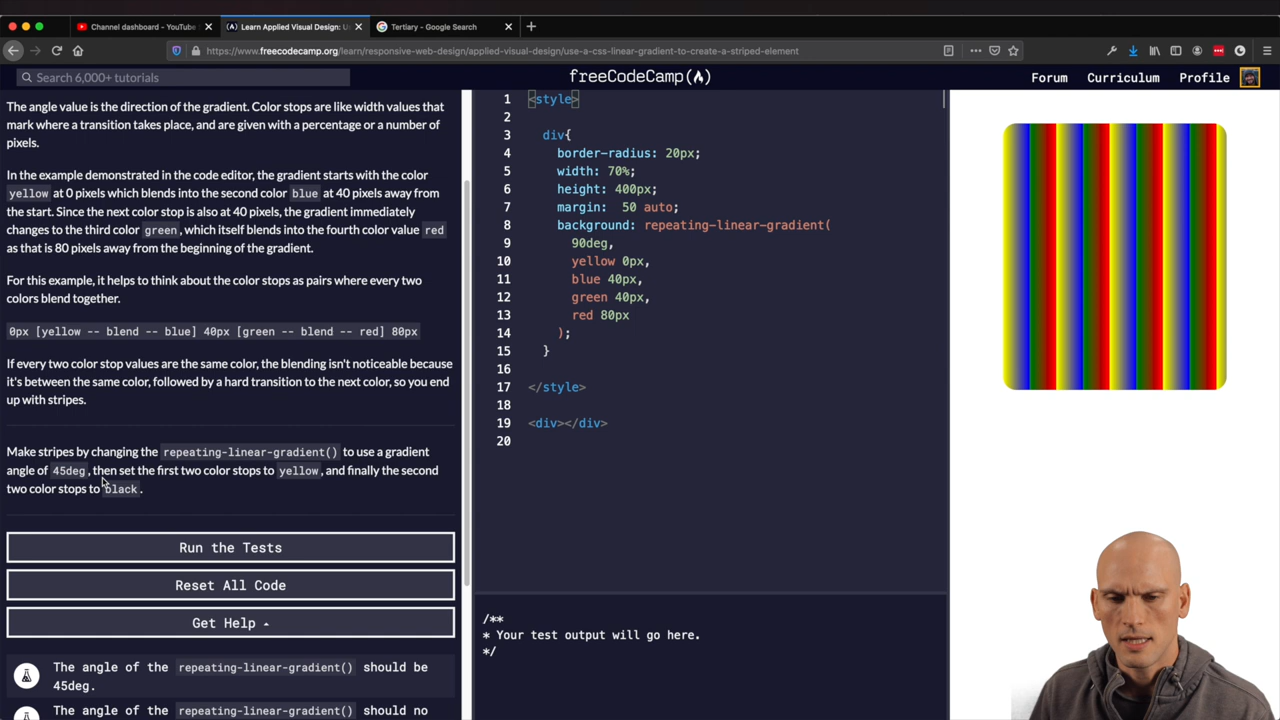 Channel dashboard - YouTube
Learn Applied Visual Design: Us
Tertiary - Google Search
https://www.freecodecamp.org/learn/responsive-web-design/applied-visual-design/use-a-css-linear-gradient-to-create-a-striped-element
Search 6,000+ tutorials
freeCodeCamp
Forum
Curriculum
Profile
The angle value is the direction of the gradient. Color stops are like width values that
mark where a transition takes place, and are given with a percentage or a number of
pixels.
In the example demonstrated in the code editor, the gradient starts with the color
yellow at 0 pixels which blends into the second color blue at 40 pixels away from
the start. Since the next color stop is also at 40 pixels, the gradient immediately
changes to the third color green, which itself blends into the fourth color value red
as that is 80 pixels away from the beginning of the gradient.
For this example, it helps to think about the color stops as pairs where every two
colors blend together.
0px [yellow -- blend -- blue] 40px [green -- blend -- red] 80px
If every two color stop values are the same color, the blending isn't noticeable because
it's between the same color, followed by a hard transition to the next color, so you end
up with stripes.
Make stripes by changing the repeating-linear-gradient() to use a gradient
angle of 45deg, then set the first two color stops to yellow, and finally the second
two color stops to black.
Run the Tests
Reset All Code
Get Help
The angle of the repeating-linear-gradient() should be
45deg.
The angle of the repeating-linear-gradient() should no
1 <style>
2
3 div{
4 border-radius: 20px;
5 width: 70%;
6 height: 400px;
7 margin: 50 auto;
8 background: repeating-linear-gradient(
9 90deg,
10 yellow 0px,
11 blue 40px,
12 green 40px,
13 red 80px
14 );
15 }
16
17 </style>
18
19 <div></div>
20
/**
* Your test output will go here.
*/